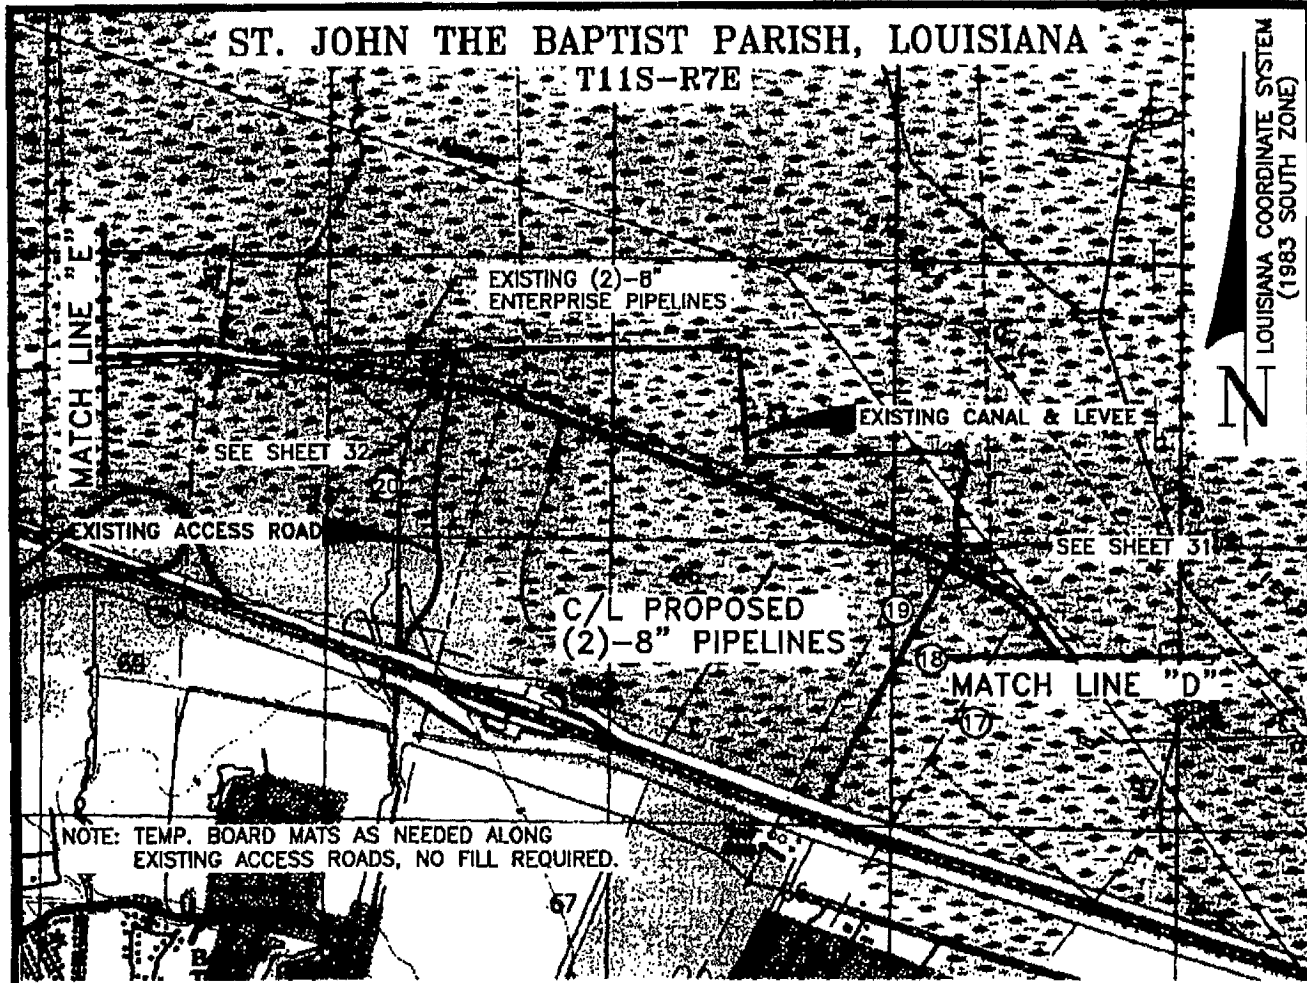 ST. JOHN THE BAPTIST PARISH, LOUISIANA
T11S-R7E
LOUISIANA COORDINATE SYSTEM
(1983 SOUTH ZONE)
N
MATCH LINE "E"
EXISTING (2)-8"
ENTERPRISE PIPELINES
EXISTING CANAL & LEVEE
SEE SHEET 32
20
EXISTING ACCESS ROAD
SEE SHEET 31
C/L PROPOSED
(2)-8" PIPELINES
19
18
MATCH LINE "D"
17
NOTE: TEMP. BOARD MATS AS NEEDED ALONG
EXISTING ACCESS ROADS, NO FILL REQUIRED.
67